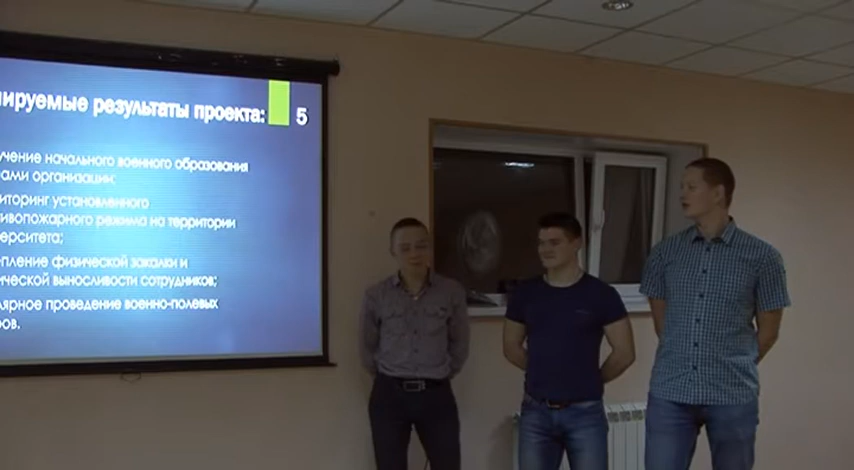 ируемые результаты проекта: 5
учение начального военного образования
ами организации;
иторинг установленного
ивопожарного режима на территории
ерситета;
епление физической закалки и
ической выносливости сотрудников;
лярное проведение военно-полевых
ов.